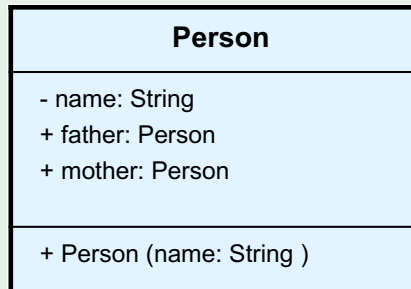 Person
- name: String
+ father: Person
+ mother: Person
+ Person (name: String )